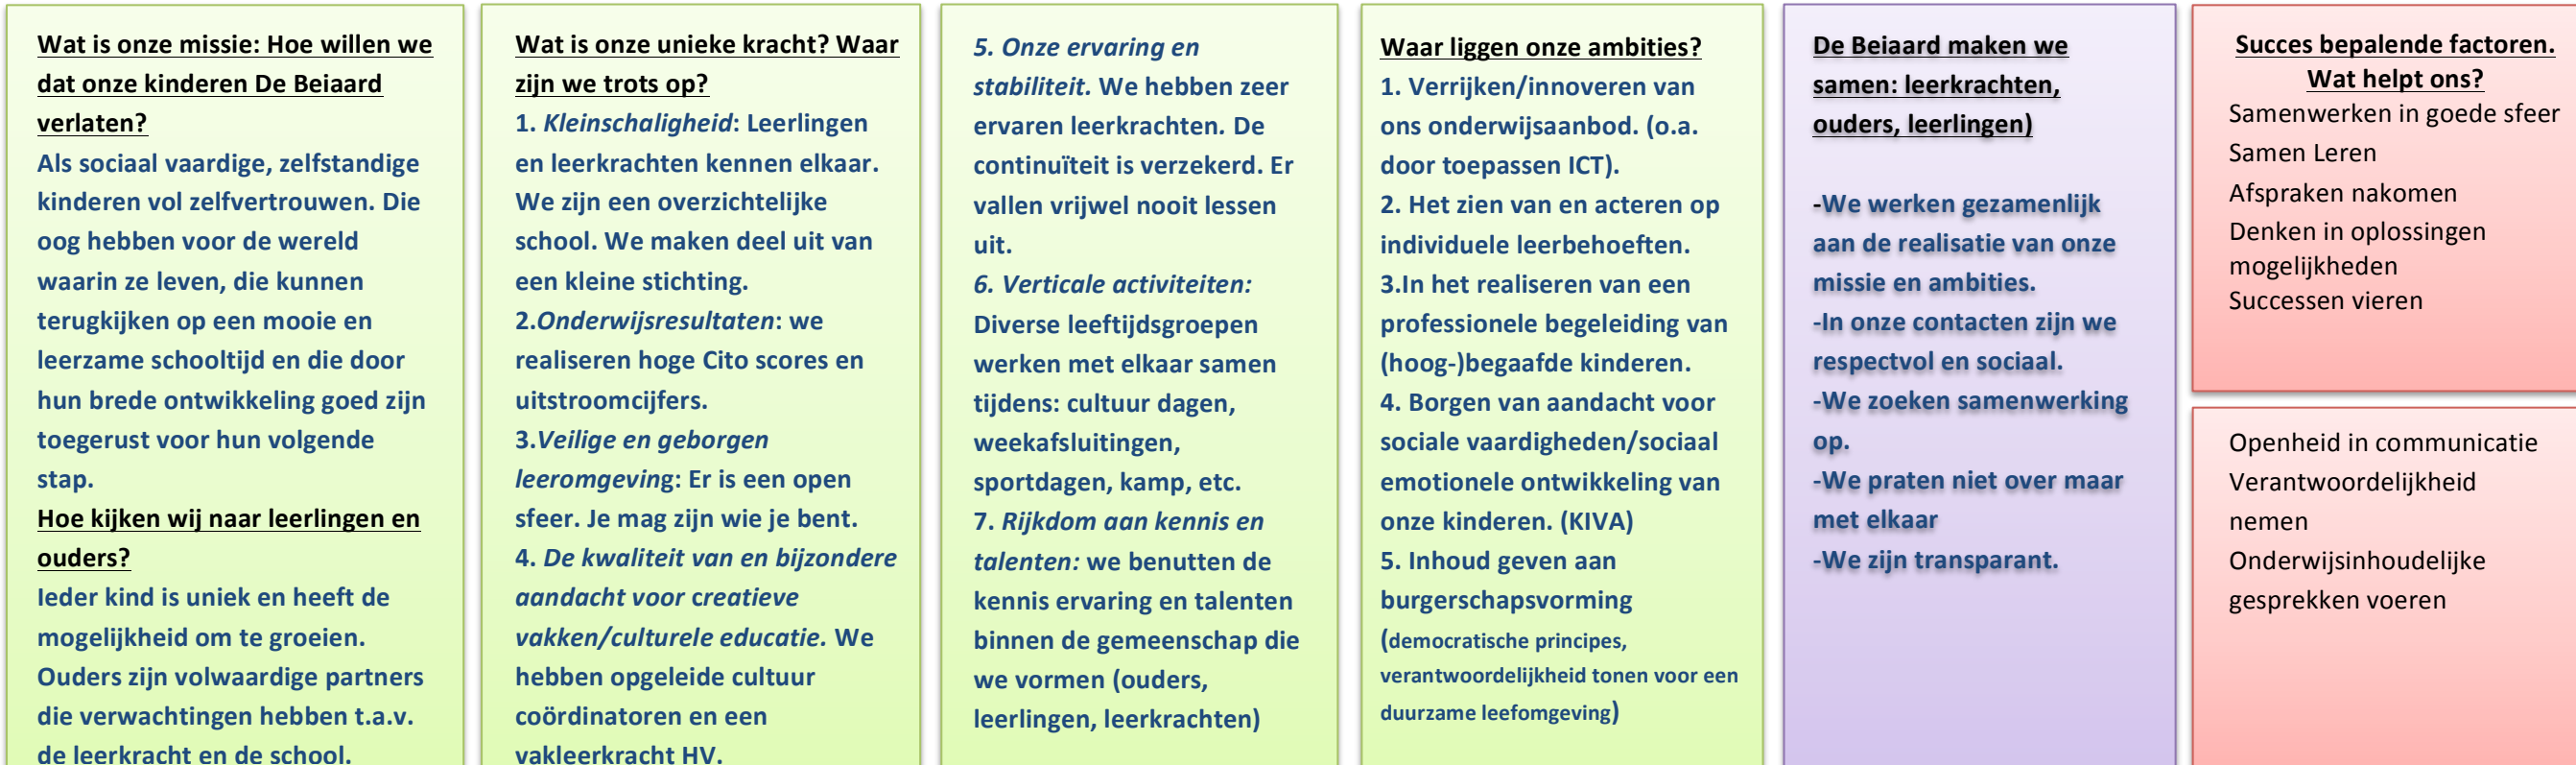 Wat is onze missie: Hoe willen we
dat onze kinderen De Beiaard
verlaten?
Als sociaal vaardige, zelfstandige
kinderen vol zelfvertrouwen. Die
oog hebben voor de wereld
waarin ze leven, die kunnen
terugkijken op een mooie en
leerzame schooltijd en die door
hun brede ontwikkeling goed zijn
toegerust voor hun volgende
stap.
Hoe kijken wij naar leerlingen en
ouders?
Ieder kind is uniek en heeft de
mogelijkheid om te groeien.
Ouders zijn volwaardige partners
die verwachtingen hebben t.a.v.
de leerkracht en de school.
Wat is onze unieke kracht? Waar
zijn we trots op?
1. Kleinschaligheid: Leerlingen
en leerkrachten kennen elkaar.
We zijn een overzichtelijke
school. We maken deel uit van
een kleine stichting.
2.Onderwijsresultaten: we
realiseren hoge Cito scores en
uitstroomcijfers.
3.Veilige en geborgen
leeromgeving: Er is een open
sfeer. Je mag zijn wie je bent.
4. De kwaliteit van en bijzondere
aandacht voor creatieve
vakken/culturele educatie. We
hebben opgeleide cultuur
coördinatoren en een
vakleerkracht HV.
5. Onze ervaring en
stabiliteit. We hebben zeer
ervaren leerkrachten. De
continuïteit is verzekerd. Er
vallen vrijwel nooit lessen
uit.
6. Verticale activiteiten:
Diverse leeftijdsgroepen
werken met elkaar samen
tijdens: cultuur dagen,
weekafsluitingen,
sportdagen, kamp, etc.
7. Rijkdom aan kennis en
talenten: we benutten de
kennis ervaring en talenten
binnen de gemeenschap die
we vormen (ouders,
leerlingen, leerkrachten)
Waar liggen onze ambities?
1. Verrijken/innoveren van
ons onderwijsaanbod. (o.a.
door toepassen ICT).
2. Het zien van en acteren op
individuele leerbehoeften.
3.In het realiseren van een
professionele begeleiding van
(hoog-)begaafde kinderen.
4. Borgen van aandacht voor
sociale vaardigheden/sociaal
emotionele ontwikkeling van
onze kinderen. (KIVA)
5. Inhoud geven aan
burgerschapsvorming
(democratische principes,
verantwoordelijkheid tonen voor een
duurzame leefomgeving)
De Beiaard maken we
samen: leerkrachten,
ouders, leerlingen)
-We werken gezamenlijk
aan de realisatie van onze
missie en ambities.
-In onze contacten zijn we
respectvol en sociaal.
-We zoeken samenwerking
op.
-We praten niet over maar
met elkaar
-We zijn transparant.
Succes bepalende factoren.
Wat helpt ons?
Samenwerken in goede sfeer
Samen Leren
Afspraken nakomen
Denken in oplossingen
mogelijkheden
Successen vieren
Openheid in communicatie
Verantwoordelijkheid
nemen
Onderwijsinhoudelijke
gesprekken voeren